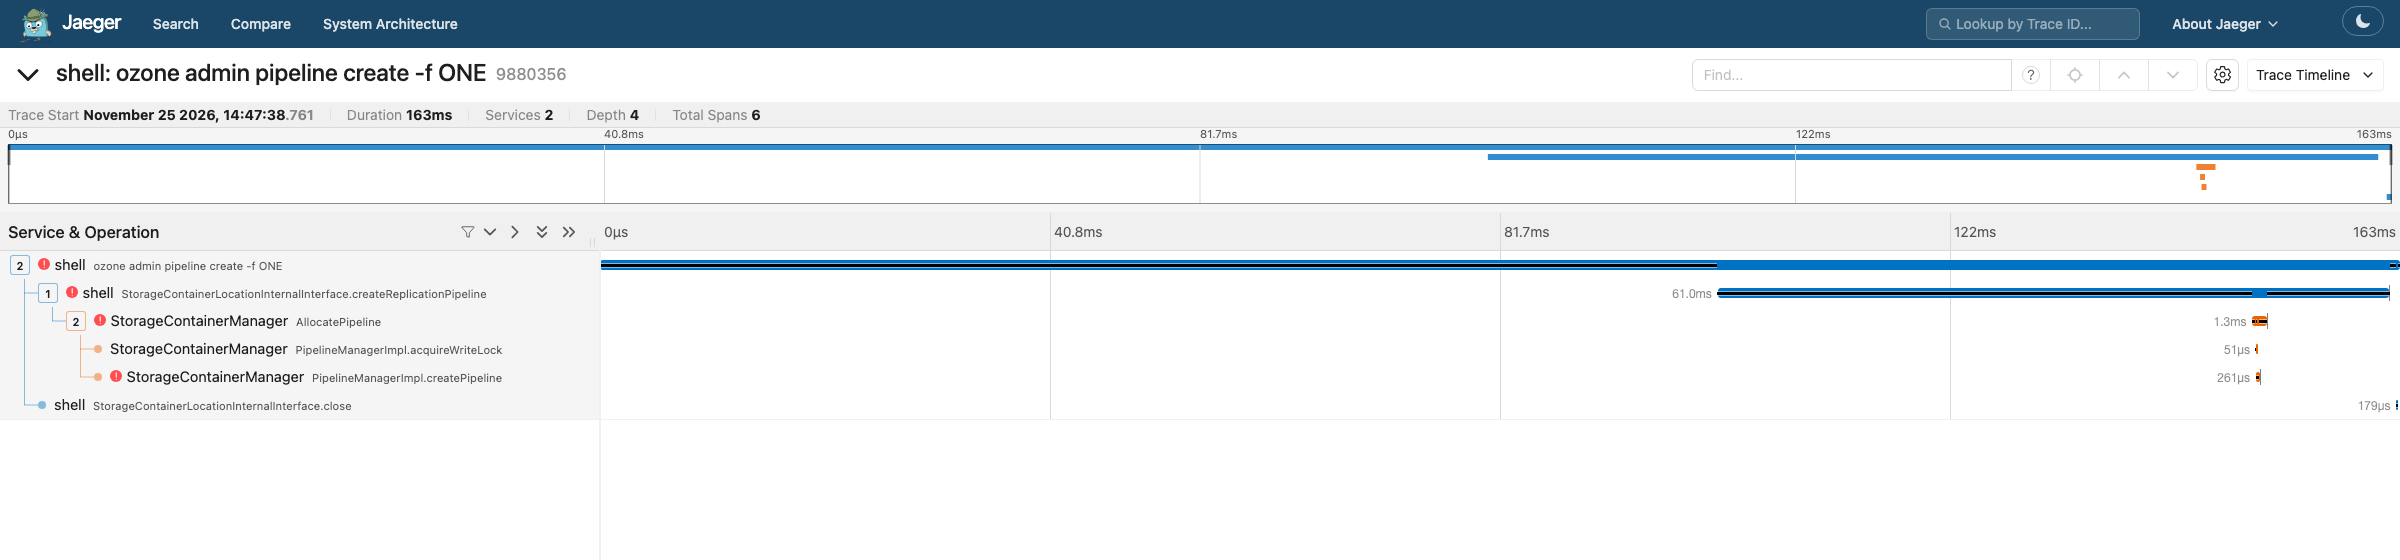 Jaeger Search Compare System Architecture Lookup by Trace ID... About Jaeger
shell: ozone admin pipeline create -f ONE 9880356 Find... ? Trace Timeline
Trace Start November 25 2026, 14:47:38.761 Duration 163ms Services 2 Depth 4 Total Spans 6
0μs 40.8ms 81.7ms 122ms 163ms
Service & Operation 0μs 40.8ms 81.7ms 122ms 163ms
2 ! shell ozone admin pipeline create -f ONE
1 ! shell StorageContainerLocationInternalInterface.createReplicationPipeline 61.0ms
2 ! StorageContainerManager AllocatePipeline 1.3ms
StorageContainerManager PipelineManagerImpl.acquireWriteLock 51μs
! StorageContainerManager PipelineManagerImpl.createPipeline 261μs
shell StorageContainerLocationInternalInterface.close 179μs